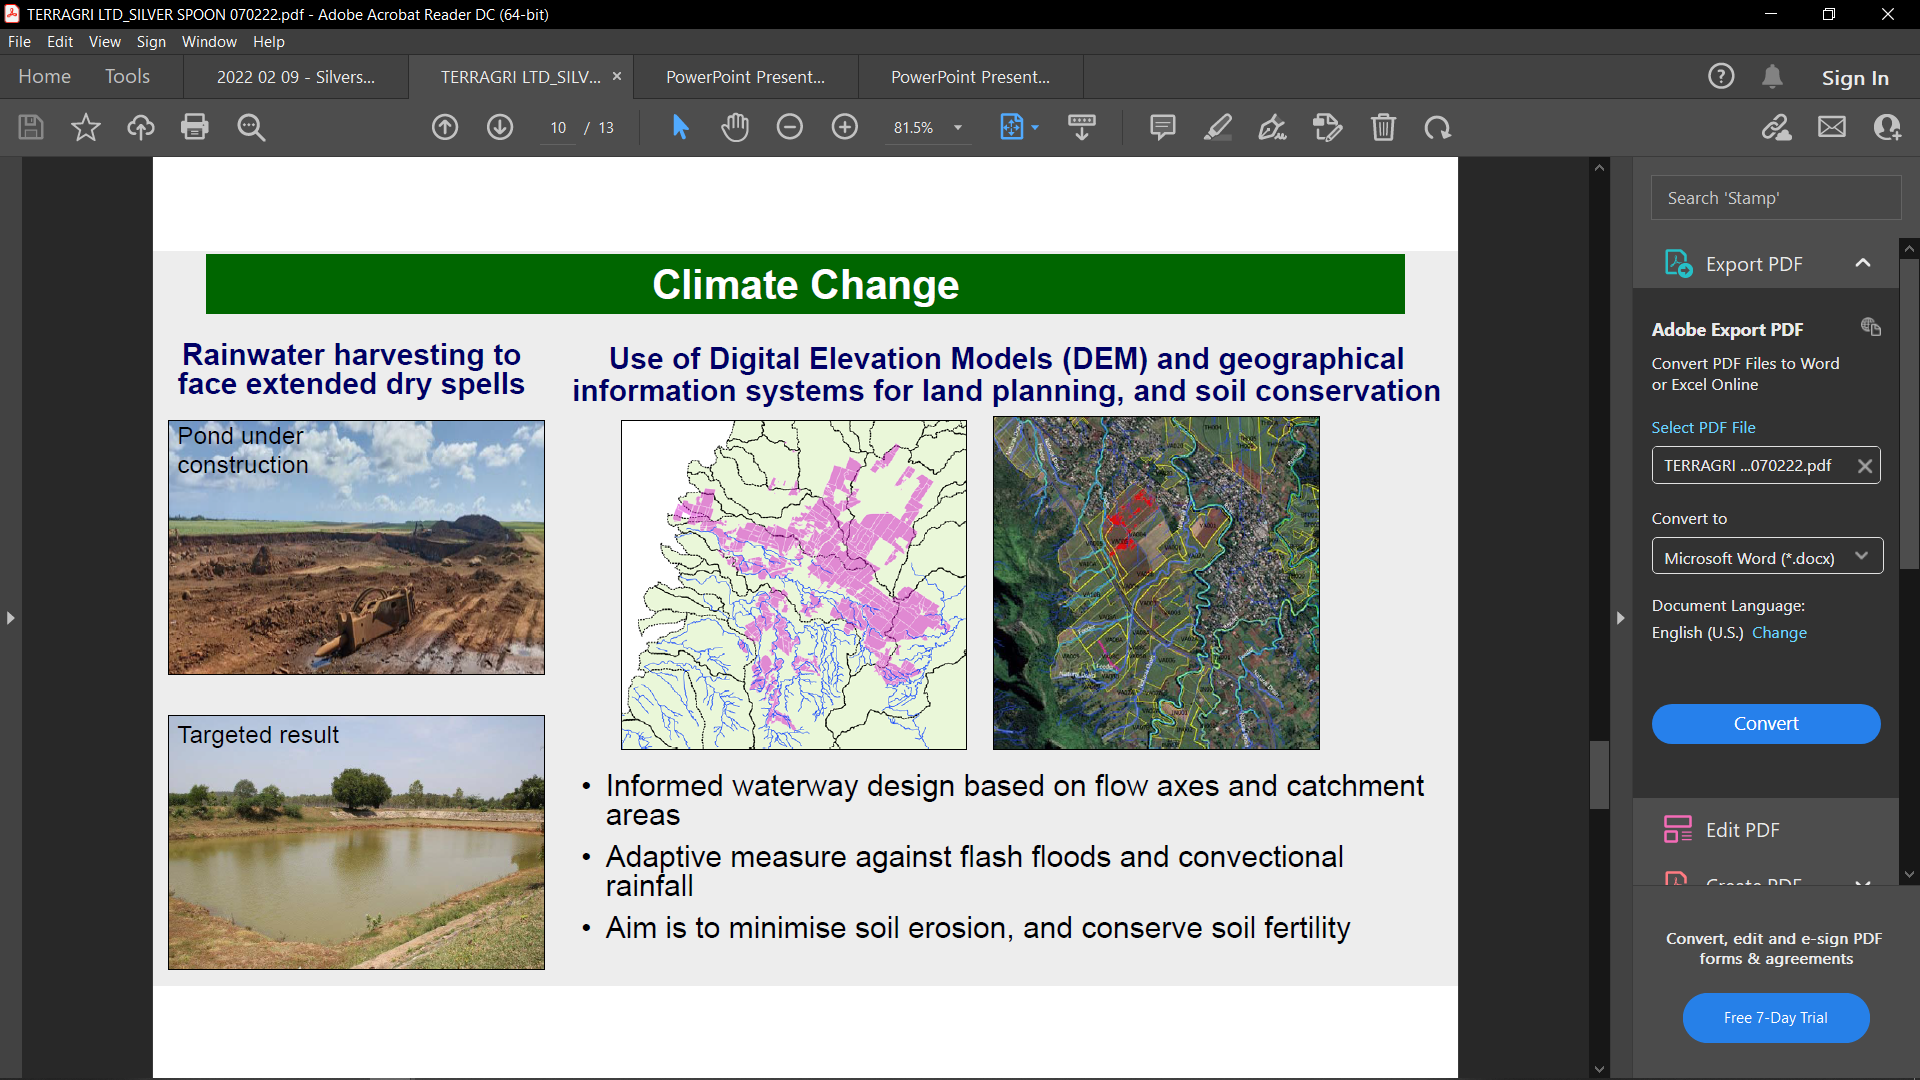 TERRAGRI LTD_SILVER SPOON 070222.pdf - Adobe Acrobat Reader DC (64-bit)
File Edit View Sign Window Help
Home Tools 2022 02 09 - Silvers... TERRAGRI LTD_SILV... PowerPoint Present... PowerPoint Present... Sign In
10 / 13 81.5%
Climate Change
Rainwater harvesting to
face extended dry spells
Use of Digital Elevation Models (DEM) and geographical
information systems for land planning, and soil conservation
Pond under
construction
Targeted result
• Informed waterway design based on flow axes and catchment
areas
• Adaptive measure against flash floods and convectional
rainfall
• Aim is to minimise soil erosion, and conserve soil fertility
Search 'Stamp'
Export PDF
Adobe Export PDF
Convert PDF Files to Word
or Excel Online
Select PDF File
TERRAGRI ...070222.pdf
Convert to
Microsoft Word (*.docx)
Document Language:
English (U.S.) Change
Convert
Edit PDF
Create PDF
Convert, edit and e-sign PDF
forms & agreements
Free 7-Day Trial